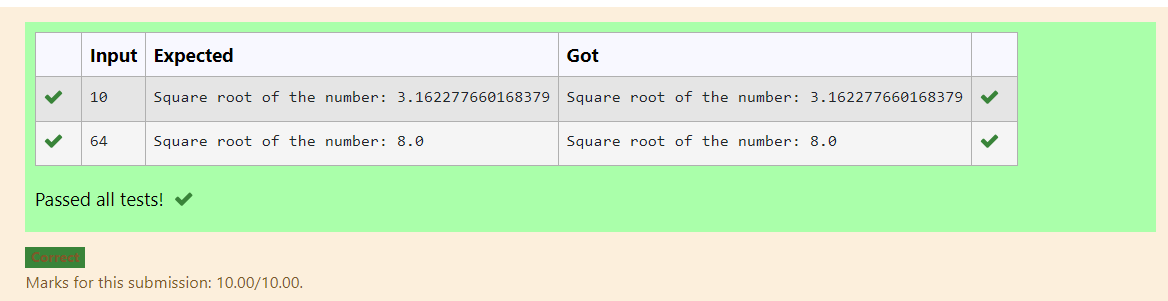 Input Expected Got
10 Square root of the number: 3.162277660168379 Square root of the number: 3.162277660168379
64 Square root of the number: 8.0 Square root of the number: 8.0
Passed all tests!
Correct
Marks for this submission: 10.00/10.00.